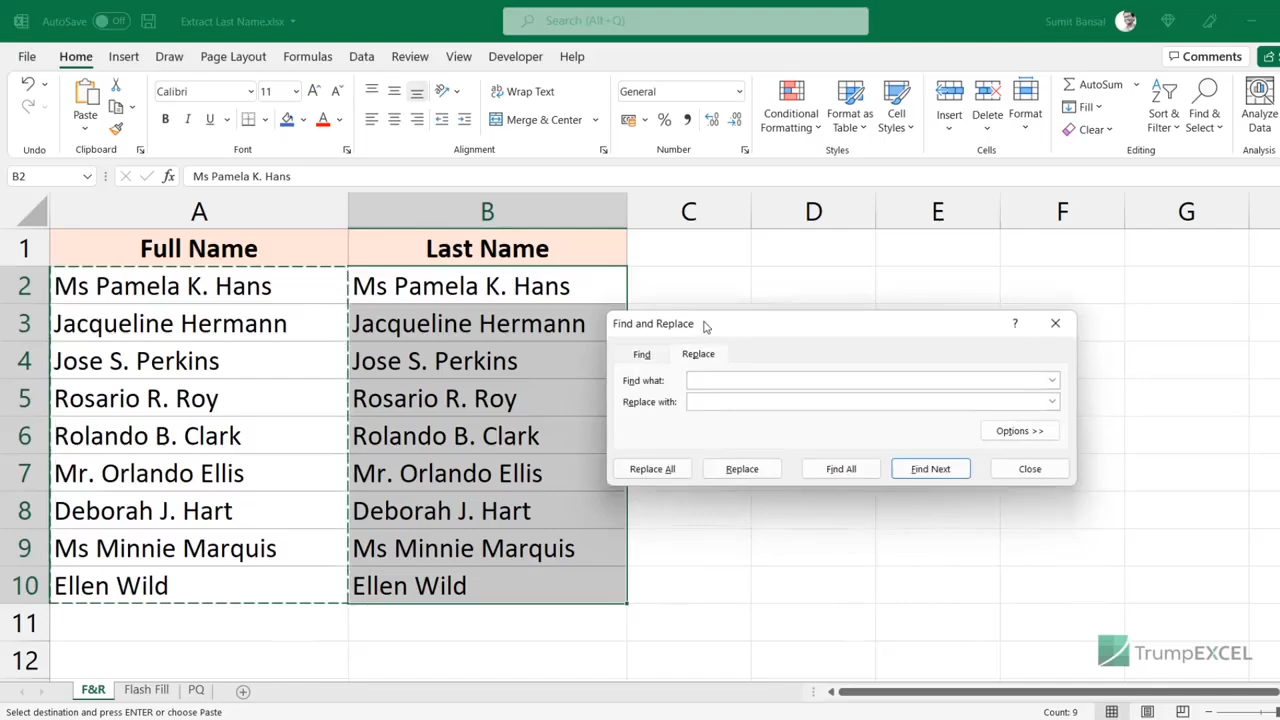 AutoSave Off Extract Last Name.xlsx Search (Alt+Q) Sumit Bansal
File Home Insert Draw Page Layout Formulas Data Review View Developer Help Comments
Calibri 11 Wrap Text General AutoSum
Paste Merge & Center Conditional Formatting Format as Table Cell Styles Insert Delete Format Fill Clear Sort & Filter Find & Select Analyze Data
Undo Clipboard Font Alignment Number Styles Cells Editing Analysis
B2 fx Ms Pamela K. Hans
A B C D E F G
1 Full Name Last Name
2 Ms Pamela K. Hans Ms Pamela K. Hans
3 Jacqueline Hermann Jacqueline Hermann
4 Jose S. Perkins Jose S. Perkins
5 Rosario R. Roy Rosario R. Roy
6 Rolando B. Clark Rolando B. Clark
7 Mr. Orlando Ellis Mr. Orlando Ellis
8 Deborah J. Hart Deborah J. Hart
9 Ms Minnie Marquis Ms Minnie Marquis
10 Ellen Wild Ellen Wild
11
12
Find and Replace ?
Find Replace
Find what:
Replace with:
Options >>
Replace All Replace Find All Find Next Close
TrumpEXCEL
F&R Flash Fill PQ
Select destination and press ENTER or choose Paste Count: 9